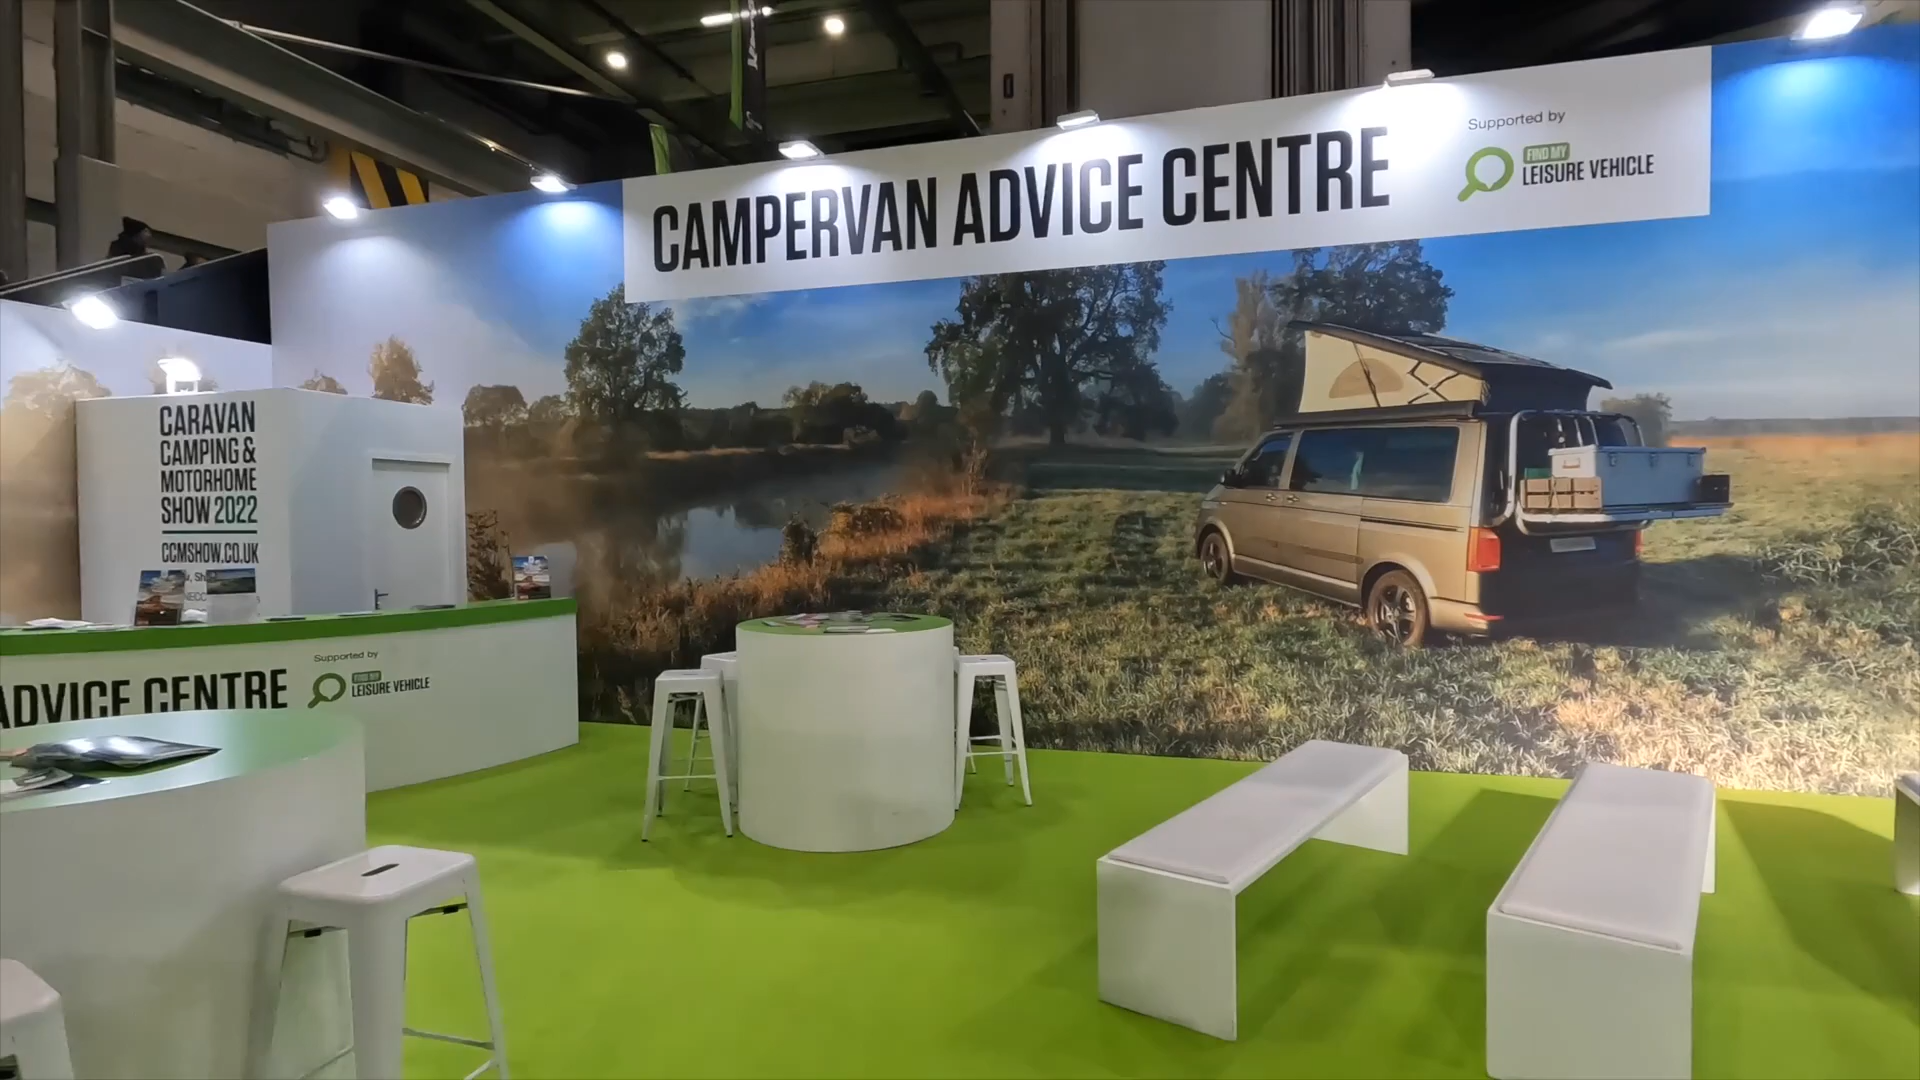 CAMPERVAN ADVICE CENTRE
Supported by
FIND MY
LEISURE VEHICLE
CARAVAN
CAMPING &
MOTORHOME
SHOW 2022
CCMSHOW.CO.UK
ADVICE CENTRE
Supported by
FIND MY
LEISURE VEHICLE